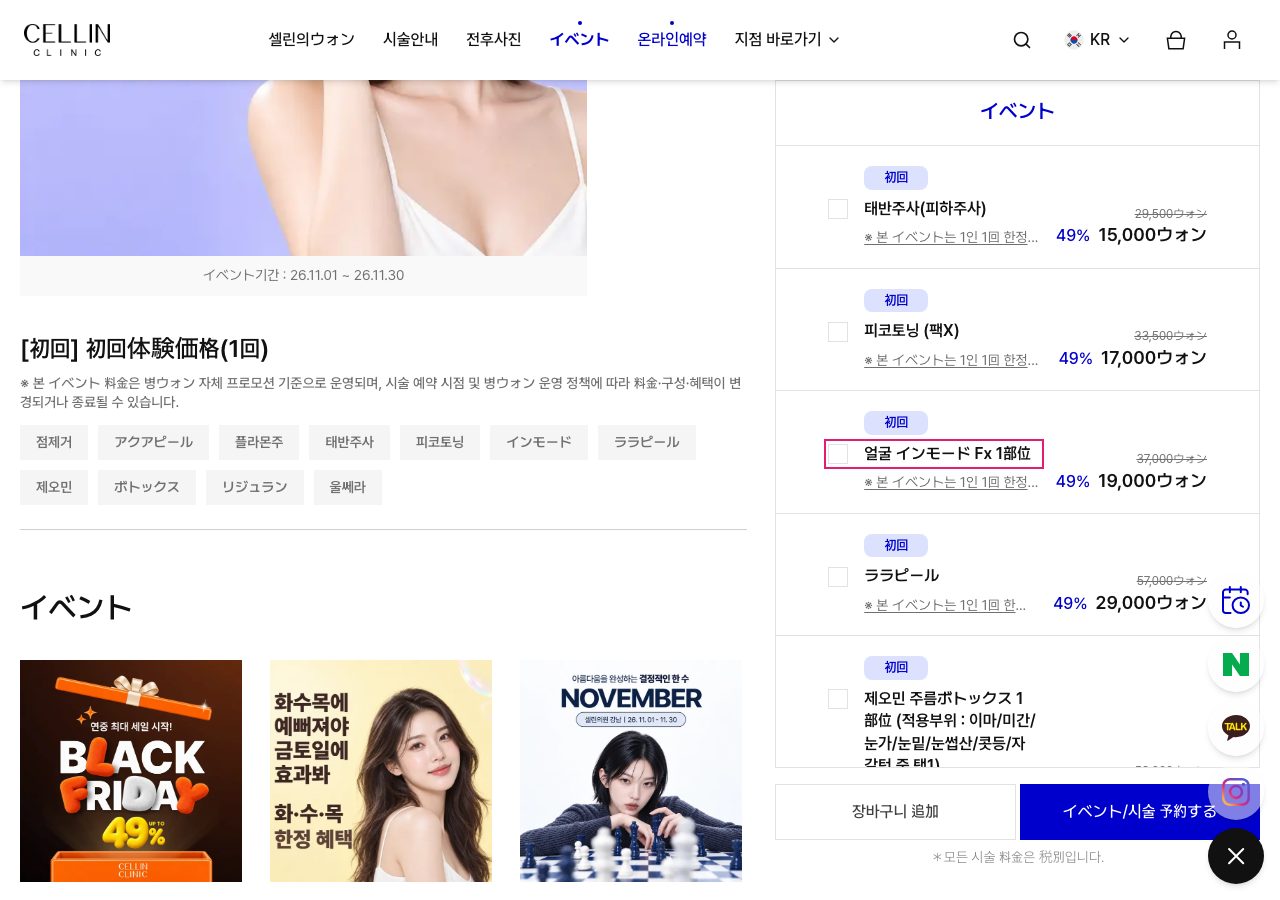 CELLIN
CLINIC
셀린의ウォン
시술안내
전후사진
イベント
온라인예약
지점 바로가기
KR
イベント期간 : 26.11.01 ~ 26.11.30
[初回] 初回体験価格(1回)
※ 본 イベント 料金은 병ウォン 자체 프로모션 기준으로 운영되며, 시술 예약 시점 및 병ウォン 운영 정책에 따라 料金·구성·혜택이 변
경되거나 종료될 수 있습니다.
점제거
アクアピール
플라몬주
태반주사
피코토닝
インモード
ララピール
제오민
ボトックス
リジュラン
울쎄라
イベント
연중 최대 세일 시작!
BLACK
FRIDAY
UP TO
49%
CELLIN
CLINIC
화수목에
예뻐져야
금토일에
효과봐
화·수·목
한정 혜택
아름다움을 완성하는 결정적인 한 수
NOVEMBER
셀린의원 강남 | 26. 11. 01 - 11. 30
イベント
初回
태반주사(피하주사)
※ 본 イベント는 1인 1회 한정...
29,500ウォン
49% 15,000ウォン
初回
피코토닝 (팩X)
※ 본 イベント는 1인 1회 한정...
33,500ウォン
49% 17,000ウォン
初回
얼굴 インモード Fx 1部位
※ 본 イベント는 1인 1회 한정...
37,000ウォン
49% 19,000ウォン
初回
ララピール
※ 본 イベント는 1인 1회 한...
57,000ウォン
49% 29,000ウォン
初回
제오민 주름ボトックス 1
部位 (적용부위 : 이마/미간/
눈가/눈밑/눈썹산/콧등/자
갈턱 중 택1)
장바구니 追加
イベント/시술 予約する
TALK
＊모든 시술 料金은 税別입니다.